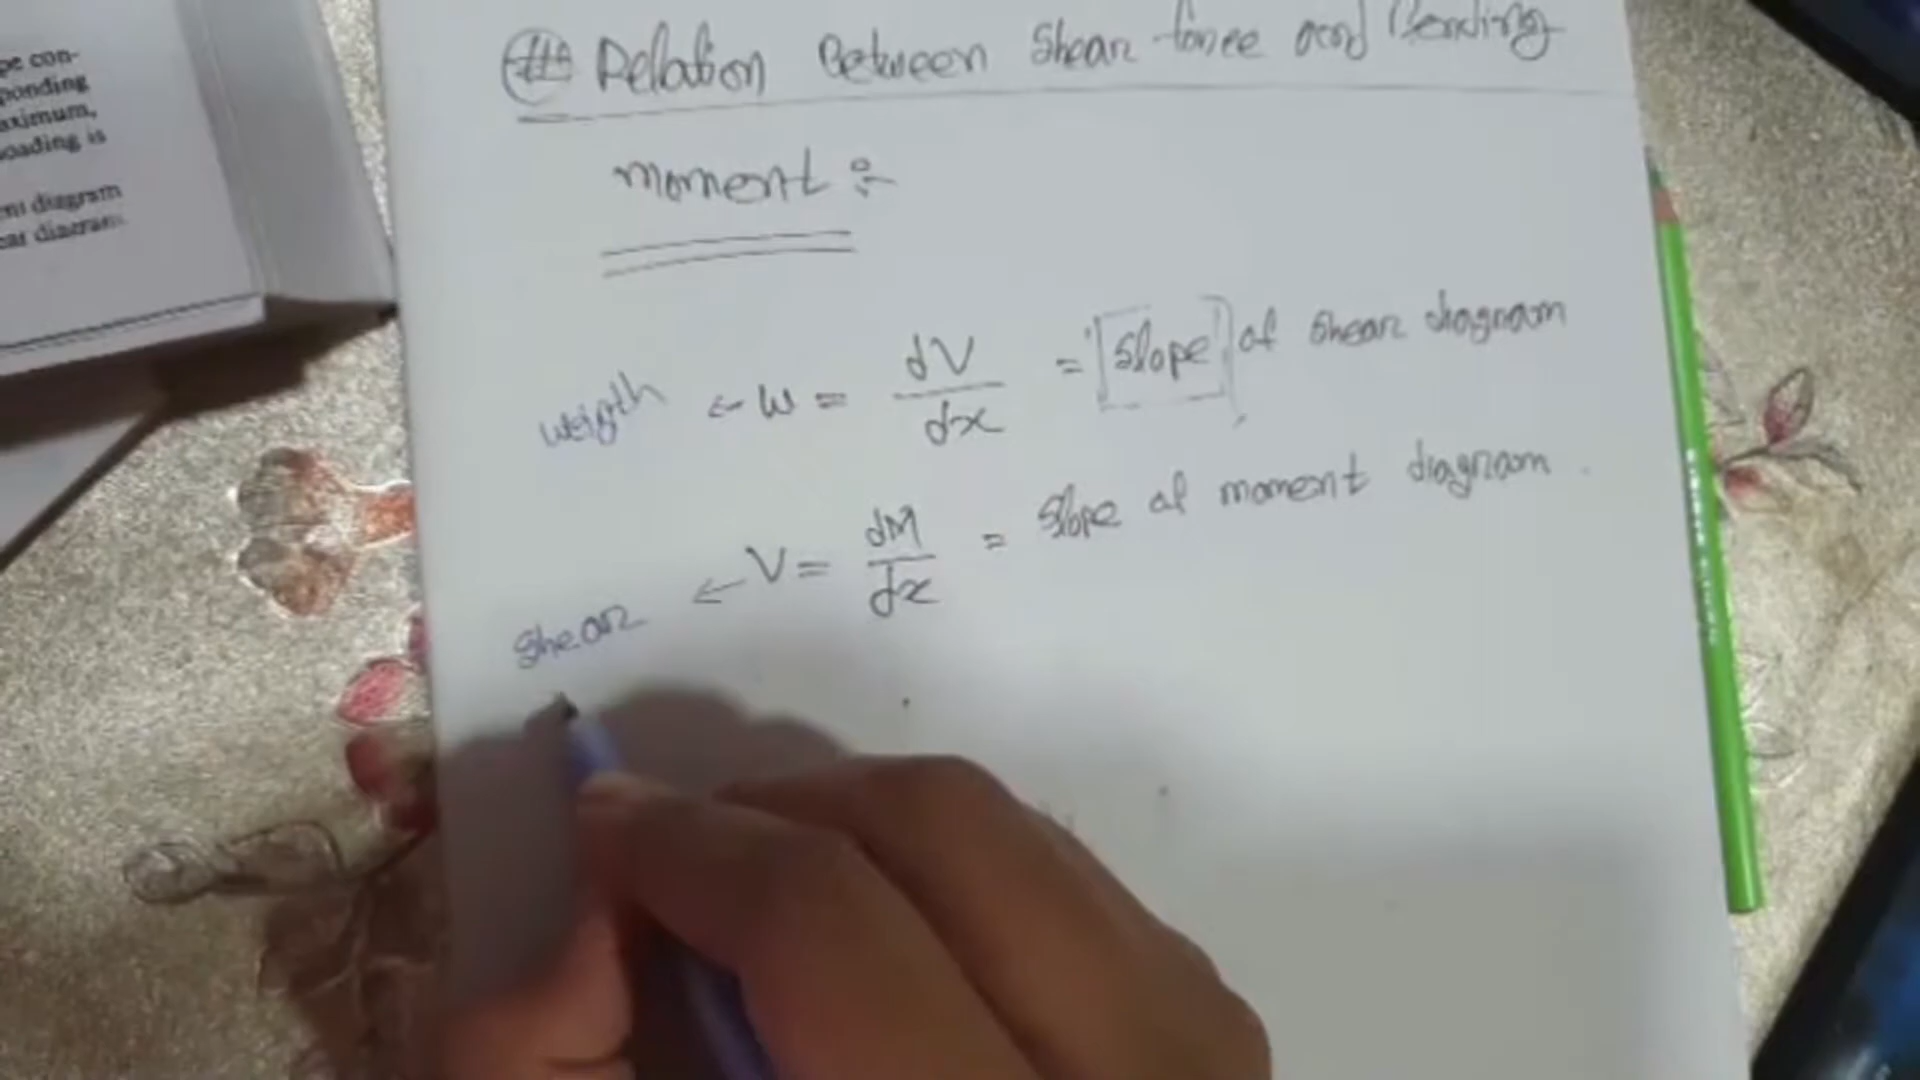 pe con-
ponding
aximum,
oading is
ent diagram
ear diagram
# Relation Between Shear force and Bending
moment :-
weigth ← w = dV/dx = Slope of shear diagram
shear ← V = dM/dx = Slope of moment diagram.